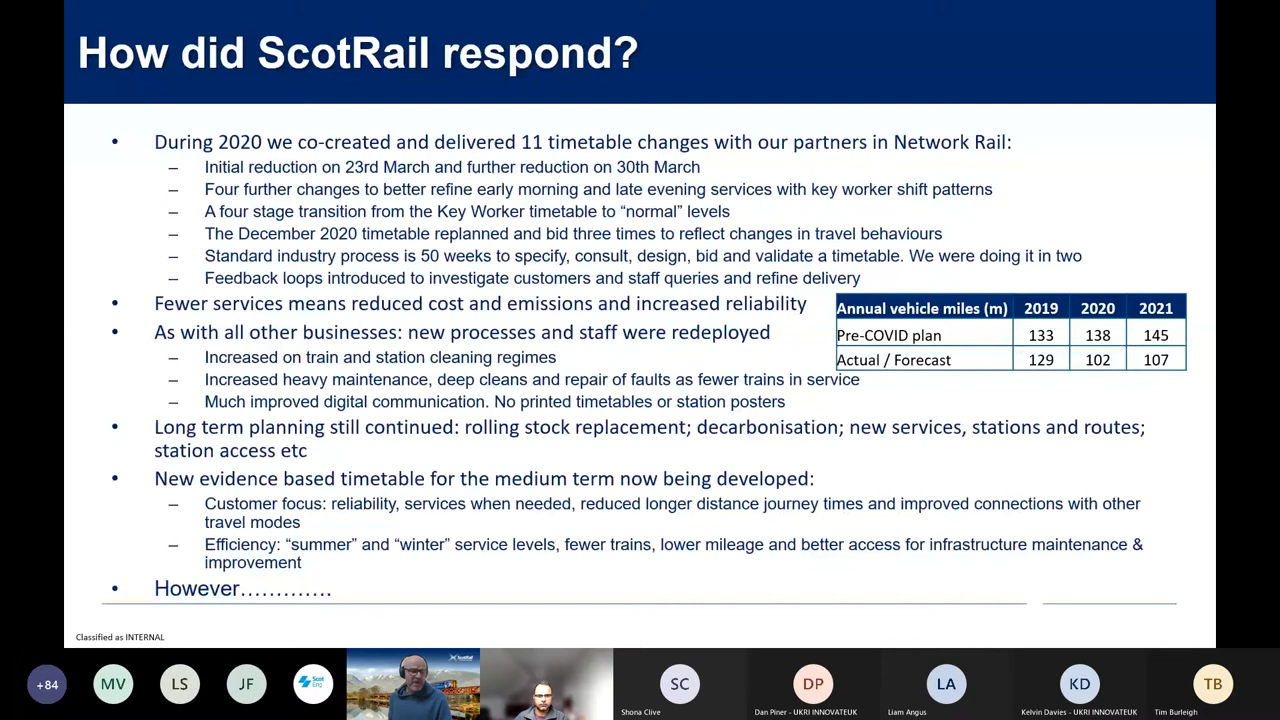 How did ScotRail respond?
• During 2020 we co-created and delivered 11 timetable changes with our partners in Network Rail:
– Initial reduction on 23rd March and further reduction on 30th March
– Four further changes to better refine early morning and late evening services with key worker shift patterns
– A four stage transition from the Key Worker timetable to “normal” levels
– The December 2020 timetable replanned and bid three times to reflect changes in travel behaviours
– Standard industry process is 50 weeks to specify, consult, design, bid and validate a timetable. We were doing it in two
– Feedback loops introduced to investigate customers and staff queries and refine delivery
• Fewer services means reduced cost and emissions and increased reliability
• As with all other businesses: new processes and staff were redeployed
– Increased on train and station cleaning regimes
– Increased heavy maintenance, deep cleans and repair of faults as fewer trains in service
– Much improved digital communication. No printed timetables or station posters
Annual vehicle miles (m) 2019 2020 2021
Pre-COVID plan 133 138 145
Actual / Forecast 129 102 107
• Long term planning still continued: rolling stock replacement; decarbonisation; new services, stations and routes;
station access etc
• New evidence based timetable for the medium term now being developed:
– Customer focus: reliability, services when needed, reduced longer distance journey times and improved connections with other
travel modes
– Efficiency: “summer” and “winter” service levels, fewer trains, lower mileage and better access for infrastructure maintenance &
improvement
• However………….
Classified as INTERNAL
+84
MV
LS
JF
Scot
Eng
ScotRail
SC
Shona Clive
DP
Dan Piner - UKRI INNOVATEUK
LA
Liam Angus
KD
Kelvin Davies - UKRI INNOVATEUK
TB
Tim Burleigh